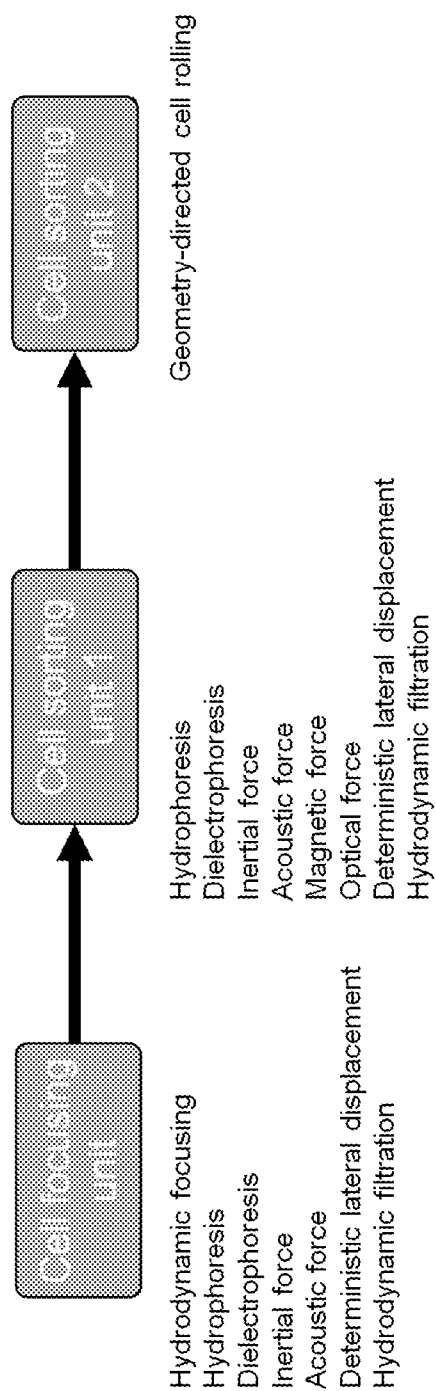 Cell focusing
unit
Hydrodynamic focusing
Hydrophoresis
Dielectrophoresis
Inertial force
Acoustic force
Deterministic lateral displacement
Hydrodynamic filtration
Cell sorting
unit 1
Hydrophoresis
Dielectrophoresis
Inertial force
Acoustic force
Magnetic force
Optical force
Deterministic lateral displacement
Hydrodynamic filtration
Cell sorting
unit 2
Geometry-directed cell rolling